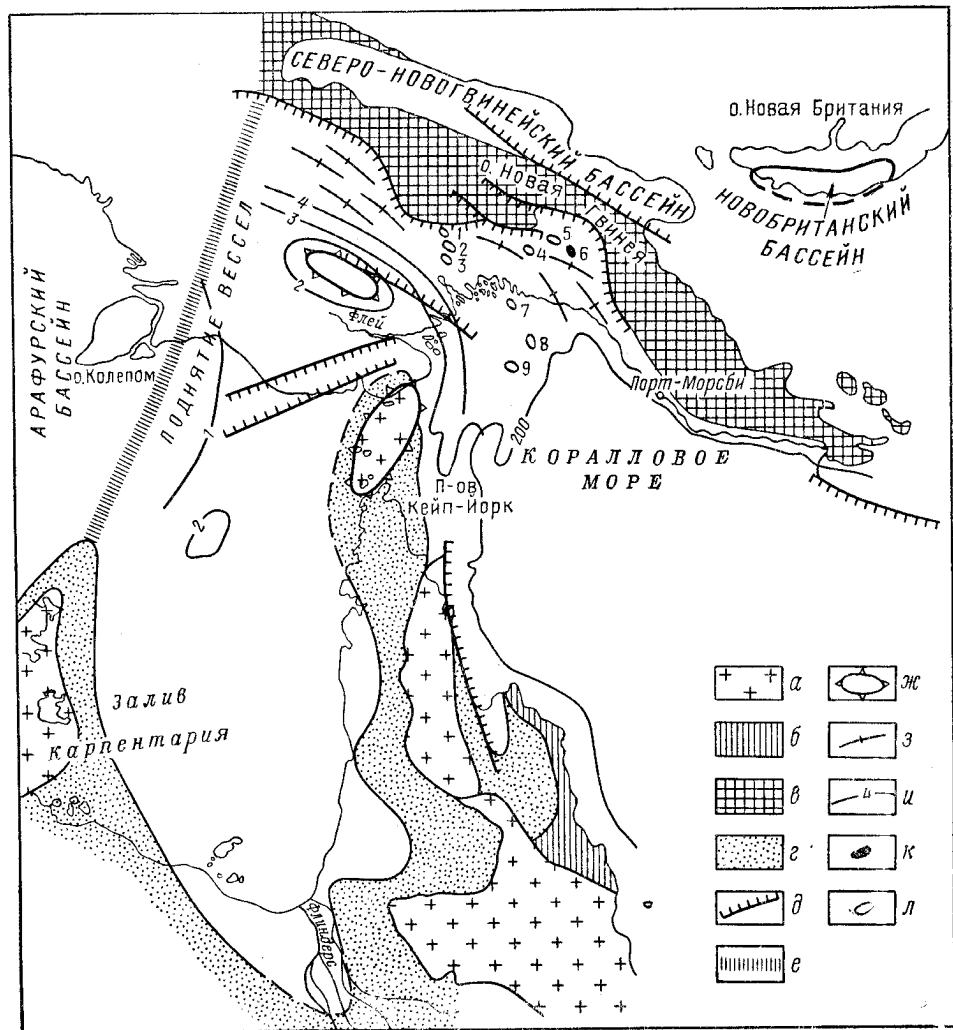 СЕВЕРО-НОВОГВИНЕЙСКИЙ БАССЕЙН
о. Новая Британия
НОВОБРИТАНСКИЙ
БАССЕЙН
о. Новая
Гвинея
АРАФУРСКИЙ
БАССЕЙН
о. Колепом
ПОДНЯТИЕ ВЕССЕЛ
4
3
2
1
2
Флей
1
2
3
4
5
6
7
8
9
200
Порт-Морсби
КОРАЛЛОВОЕ
МОРЕ
П-ов
Кейп-Йорк
Залив
Карпентария
Флиндерс
а
б
в
г
д
е
ж
з
4 и
к
л